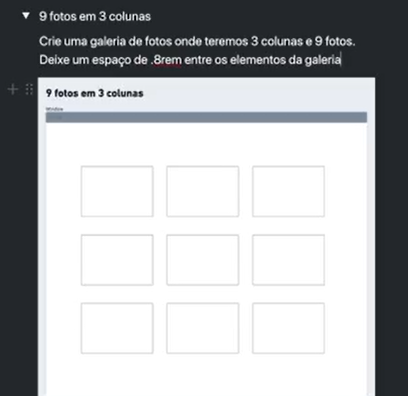 9 fotos em 3 colunas
Crie uma galeria de fotos onde teremos 3 colunas e 9 fotos.
Deixe um espaço de .8rem entre os elementos da galeria
9 fotos em 3 colunas
Window